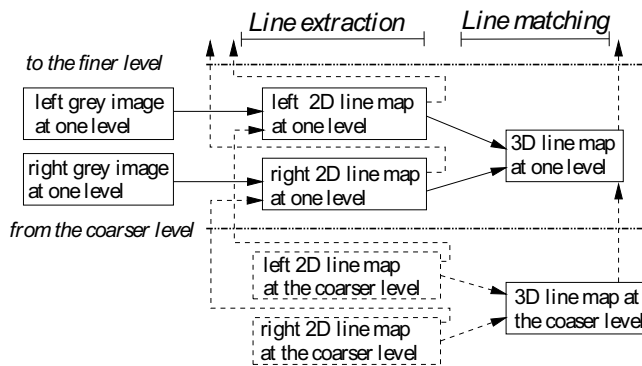 Line extraction
Line matching
to the finer level
left grey image
at one level
left 2D line map
at one level
right grey image
at one level
right 2D line map
at one level
3D line map
at one level
from the coarser level
left 2D line map
at the coarser level
right 2D line map
at the coarser level
3D line map at
the coaser level